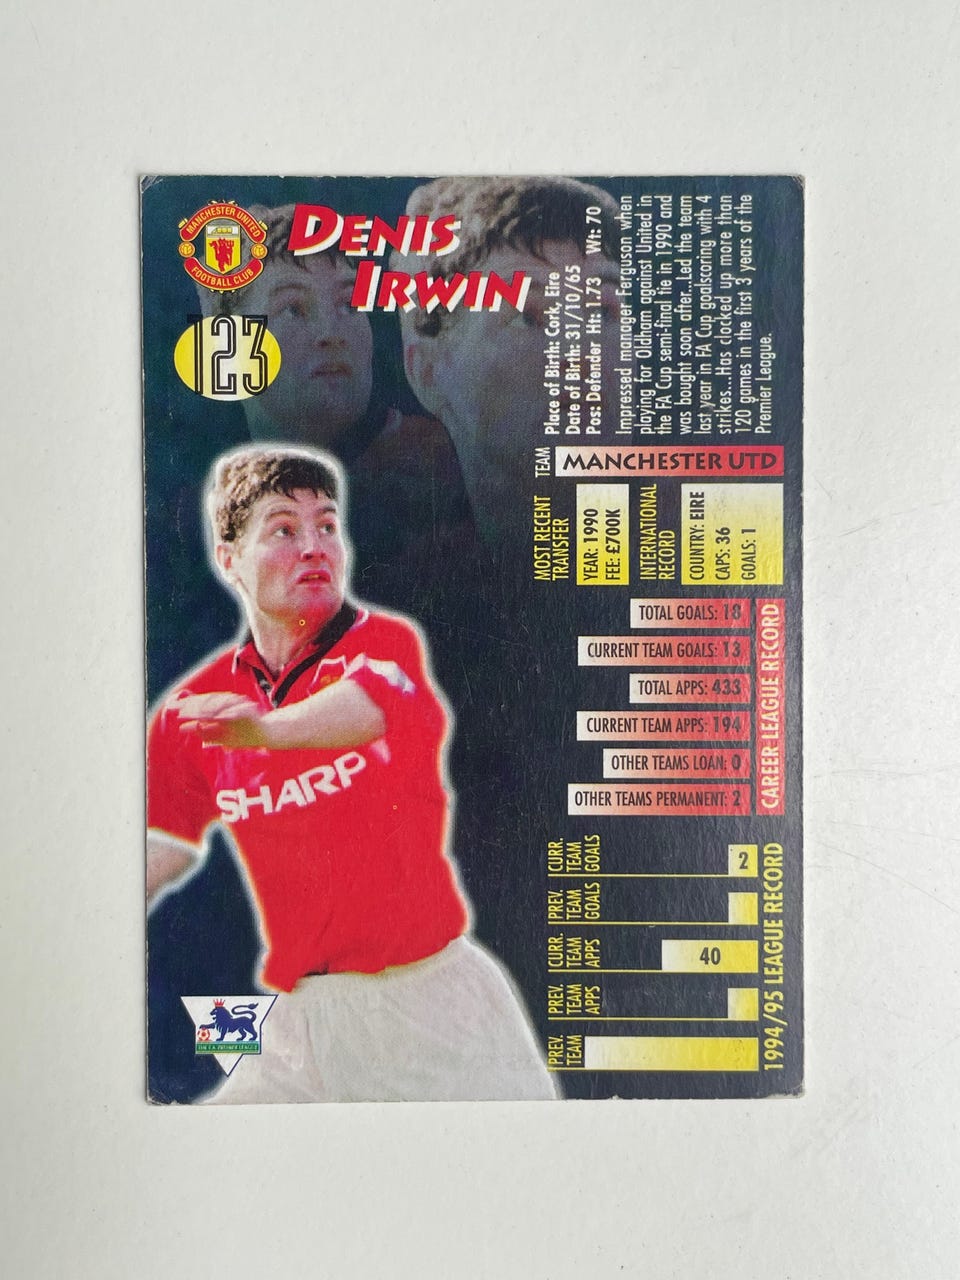 MANCHESTER UNITED
FOOTBALL CLUB
DENIS
IRWIN
123
SHARP
THE F.A. PREMIER LEAGUE
Place of Birth: Cork, Eire
Date of Birth: 31/10/65
Pos: Defender Ht: 1.73 Wt: 70
Impressed manager Ferguson when
playing for Oldham against United in
the FA Cup semi-final tie in 1990 and
was bought soon after...Led the team
last year in FA Cup goalscoring with 4
strikes...Has clocked up more than
120 games in the first 3 years of the
Premier League.
TEAM
MANCHESTER UTD
MOST RECENT
TRANSFER
YEAR: 1990
FEE: £700K
INTERNATIONAL
RECORD
COUNTRY: EIRE
CAPS: 36
GOALS: 1
TOTAL GOALS: 18
CURRENT TEAM GOALS: 13
TOTAL APPS: 433
CURRENT TEAM APPS: 194
OTHER TEAMS LOAN: 0
OTHER TEAMS PERMANENT: 2
CAREER LEAGUE RECORD
PREV.
TEAM
PREV.
TEAM
APPS
CURR.
TEAM
APPS
40
PREV.
TEAM
GOALS
CURR.
TEAM
GOALS
2
1994/95 LEAGUE RECORD